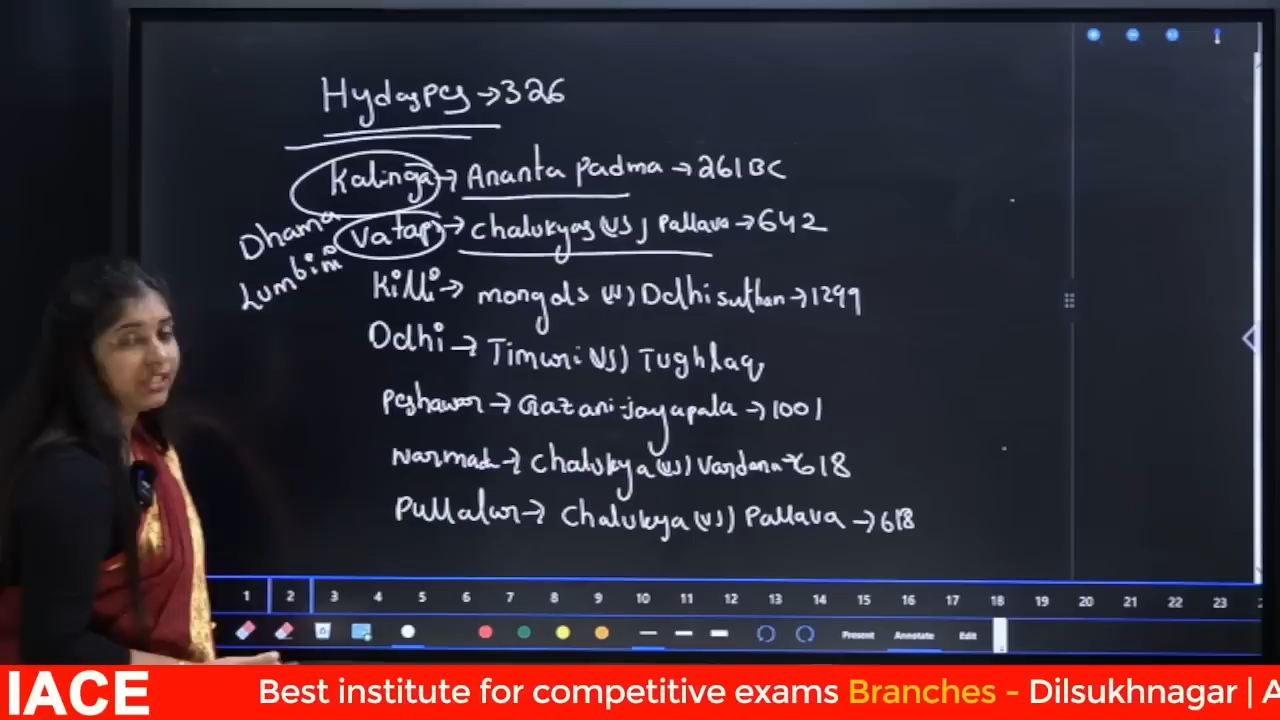 Hydaspes → 326
Kalinga → Ananta padma → 261 BC
Dhama
Vatapi → Chalukyas (VS) Pallava → 642
Lumbini
Killi → mongols (VS) Delhi sulthan → 1299
Delhi → Timuri (VS) Tughlaq
Peshawar → Gazani - jayapala → 1001
Narmada → Chalukya (VS) Vardana → 618
Pullalur → Chalukya (VS) Pallava → 618
1 2 3 4 5 6 7 8 9 10 11 12 13 14 15 16 17 18 19 20 21 22 23
Present Annotate Edit
IACE Best institute for competitive exams Branches - Dilsukhnagar | A